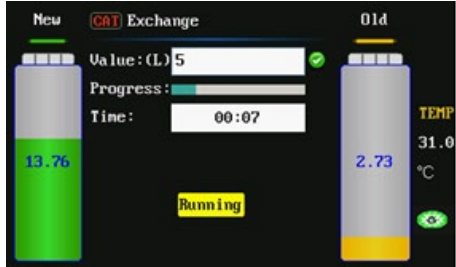 New CAT Exchange Old
Value:(L) 5
Progress:
Time: 00:07
TEMP
31.0
13.76 2.73 °C
Running